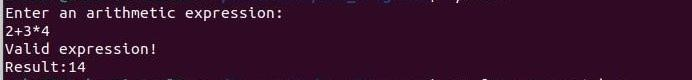 Enter an arithmetic expression:
2+3*4
Valid expression!
Result:14